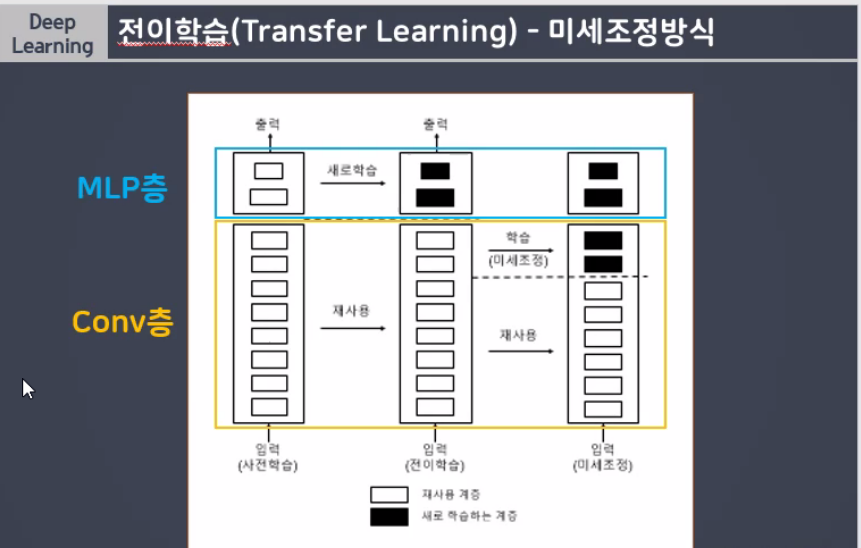 Deep
Learning
전이학습(Transfer Learning) - 미세조정방식
출력
출력
MLP층
새로학습
학습
(미세조정)
Conv층
재사용
재사용
입력
(사전학습)
입력
(전이학습)
입력
(미세조정)
재사용 계층
새로 학습하는 계층